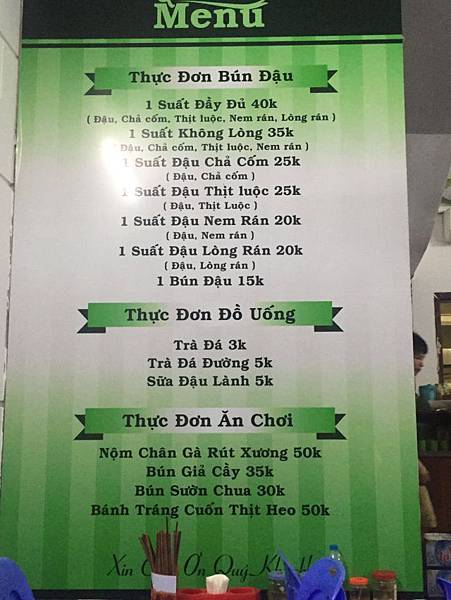 Menu
Thực Đơn Bún Đậu
1 Suất Đầy Đủ 40k
( Đậu, Chả cốm, Thịt luộc, Nem rán, Lòng rán )
1 Suất Không Lòng 35k
( Đậu, Chả cốm, Thịt luộc, Nem rán )
1 Suất Đậu Chả Cốm 25k
( Đậu, Chả cốm )
1 Suất Đậu Thịt luộc 25k
( Đậu, Thịt Luộc )
1 Suất Đậu Nem Rán 20k
( Đậu, Nem rán )
1 Suất Đậu Lòng Rán 20k
( Đậu, Lòng rán )
1 Bún Đậu 15k
Thực Đơn Đồ Uống
Trà Đá 3k
Trà Đá Đường 5k
Sữa Đậu Lành 5k
Thực Đơn Ăn Chơi
Nộm Chân Gà Rút Xương 50k
Bún Giả Cầy 35k
Bún Sườn Chua 30k
Bánh Tráng Cuốn Thịt Heo 50k
Xin Ơn Quý